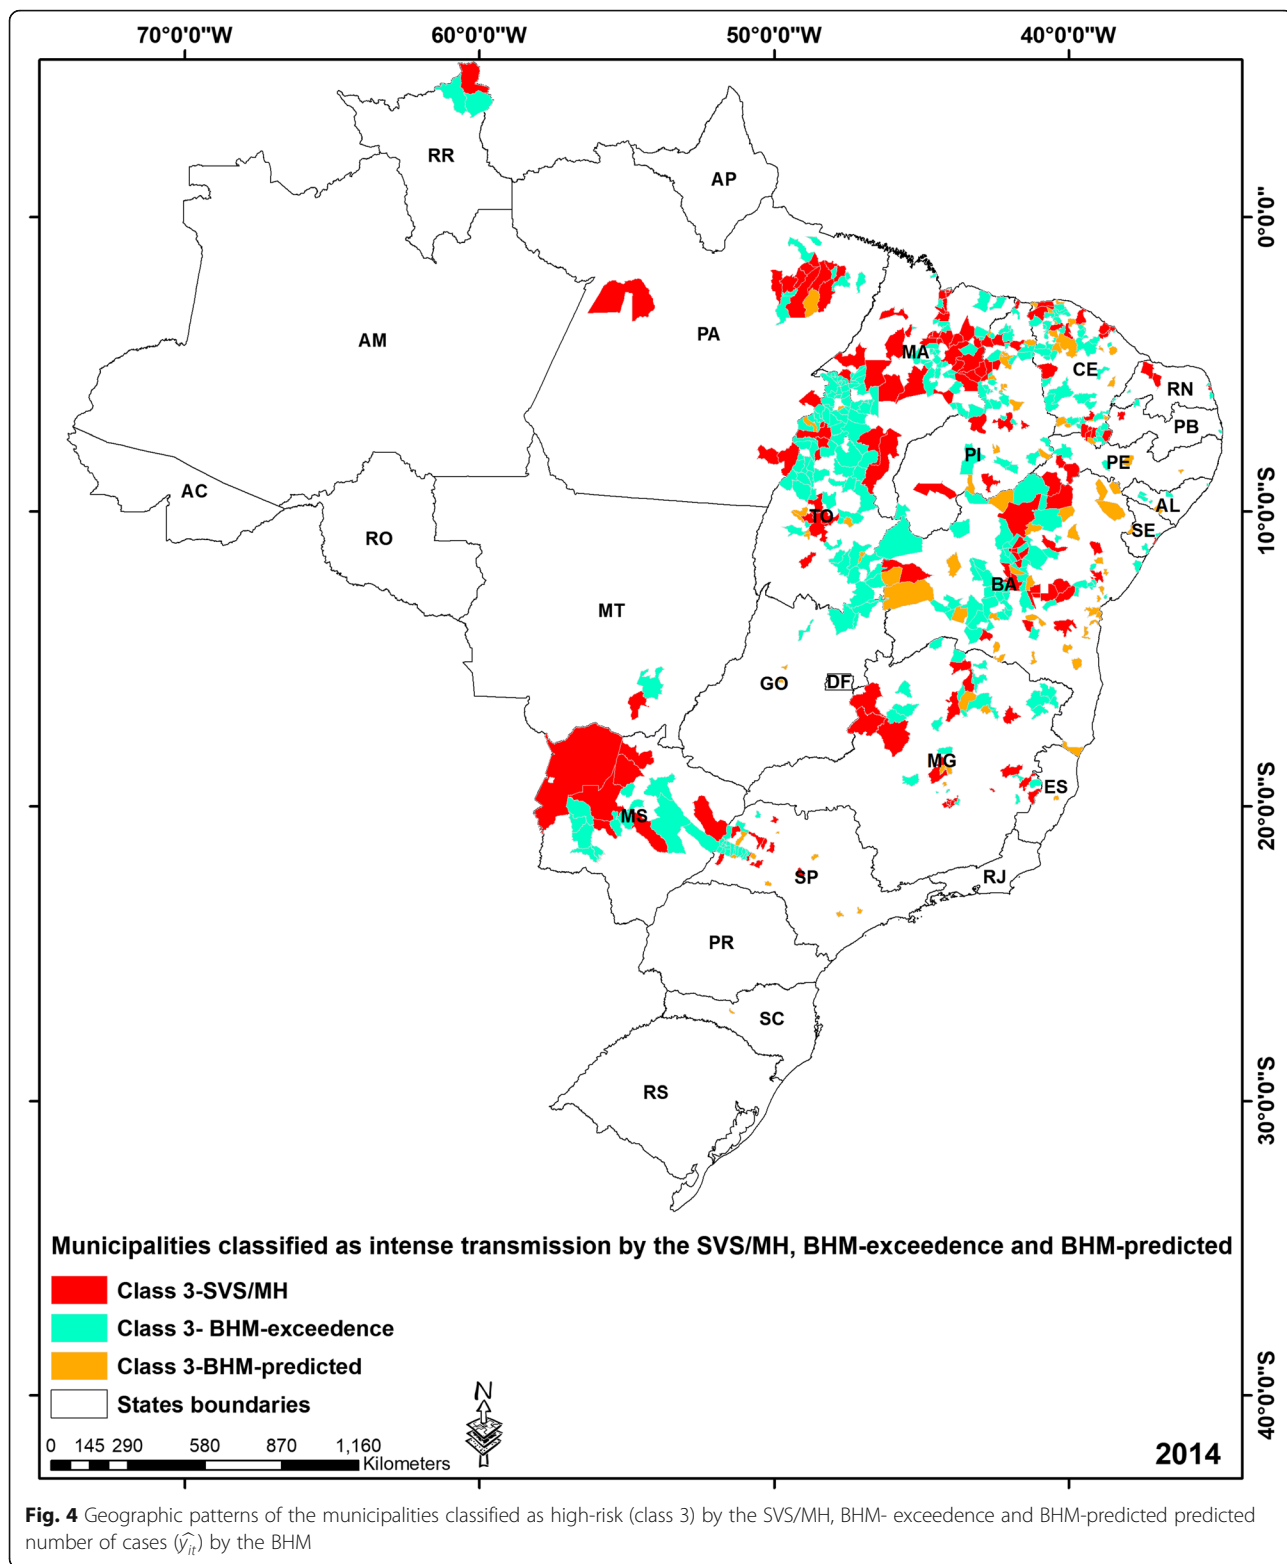 70°0'0"W 60°0'0"W 50°0'0"W 40°0'0"W
RR
AP
0°0'0"
AM
PA
MA
CE
RN
PB
PI
PE
AC
TO
AL
10°0'0"S
RO
SE
BA
MT
GO
DF
MG
ES
MS
20°0'0"S
SP
RJ
PR
SC
RS
30°0'0"S
Municipalities classified as intense transmission by the SVS/MH, BHM-exceedence and BHM-predicted
Class 3-SVS/MH
Class 3- BHM-exceedence
Class 3-BHM-predicted
States boundaries
40°0'0"S
N
0 145 290 580 870 1,160
Kilometers
2014
Fig. 4 Geographic patterns of the municipalities classified as high-risk (class 3) by the SVS/MH, BHM- exceedence and BHM-predicted predicted
number of cases (ŷ_it) by the BHM